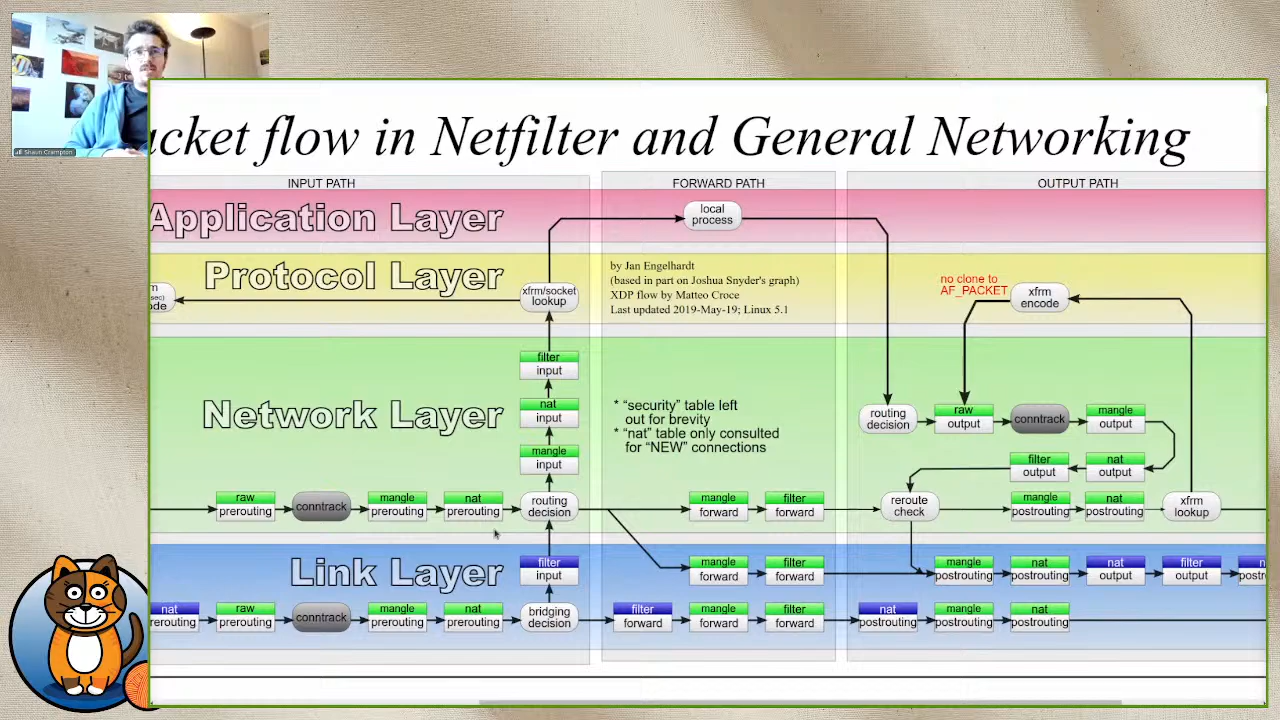 Shaun Crampton
acket flow in Netfilter and General Networking
INPUT PATH
FORWARD PATH
OUTPUT PATH
Application Layer
local
process
Protocol Layer
xfrm/socket
lookup
by Jan Engelhardt
(based in part on Joshua Snyder's graph)
XDP flow by Matteo Croce
Last updated 2019-May-19; Linux 5.1
no clone to
AF_PACKET
xfrm
encode
Network Layer
filter
input
nat
input
mangle
input
* “security” table left
out for brevity
* “nat” table only consulted
for “NEW” connections
routing
decision
raw
output
conntrack
mangle
output
filter
output
nat
output
raw
prerouting
conntrack
mangle
prerouting
nat
prerouting
routing
decision
mangle
forward
filter
forward
reroute
check
mangle
postrouting
nat
postrouting
xfrm
lookup
Link Layer
filter
input
mangle
forward
filter
forward
mangle
postrouting
nat
postrouting
nat
output
filter
output
n
postr
nat
prerouting
raw
prerouting
conntrack
mangle
prerouting
nat
prerouting
bridging
decision
filter
forward
mangle
forward
filter
forward
nat
postrouting
mangle
postrouting
nat
postrouting